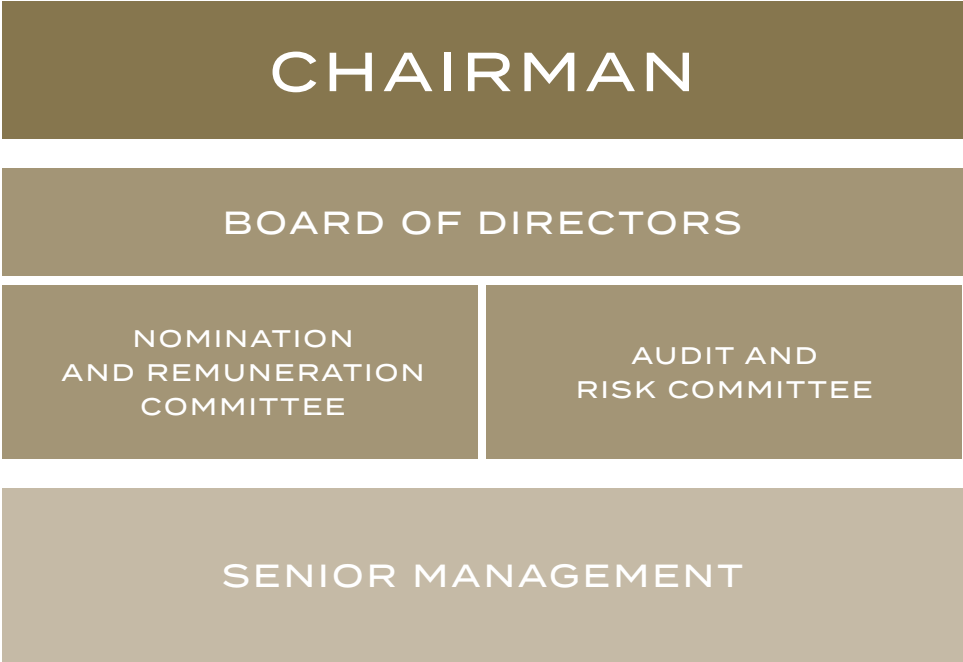 CHAIRMAN
BOARD OF DIRECTORS
NOMINATION
AND REMUNERATION
COMMITTEE
AUDIT AND
RISK COMMITTEE
SENIOR MANAGEMENT